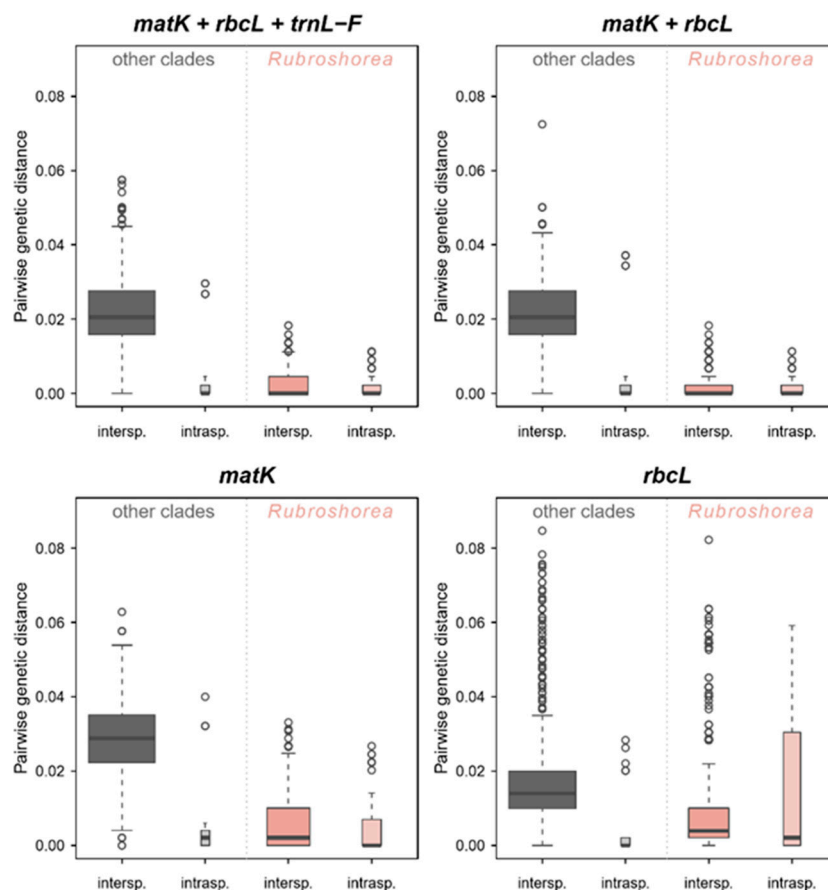 matK + rbcL + trnL−F
matK + rbcL
other clades
Rubroshorea
other clades
Rubroshorea
Pairwise genetic distance
0.08
0.06
0.04
0.02
0.00
Pairwise genetic distance
0.08
0.06
0.04
0.02
0.00
intersp. intrasp. intersp. intrasp.
intersp. intrasp. intersp. intrasp.
matK
rbcL
other clades
Rubroshorea
other clades
Rubroshorea
Pairwise genetic distance
0.08
0.06
0.04
0.02
0.00
Pairwise genetic distance
0.08
0.06
0.04
0.02
0.00
intersp. intrasp. intersp. intrasp.
intersp. intrasp. intersp. intrasp.